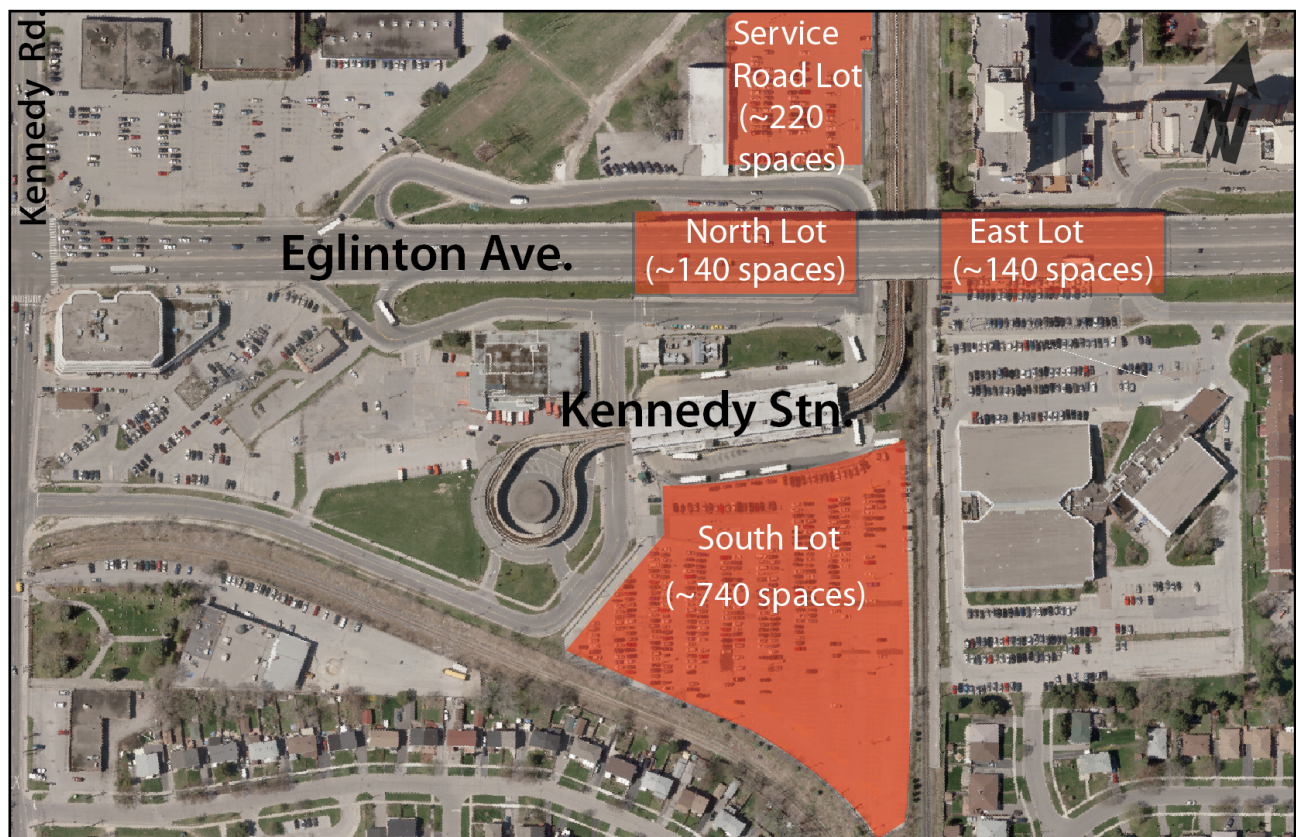 Kennedy Rd.
Service
Road Lot
(~220
spaces)
N
North Lot
(~140 spaces)
East Lot
(~140 spaces)
Eglinton Ave.
Kennedy Stn.
South Lot
(~740 spaces)